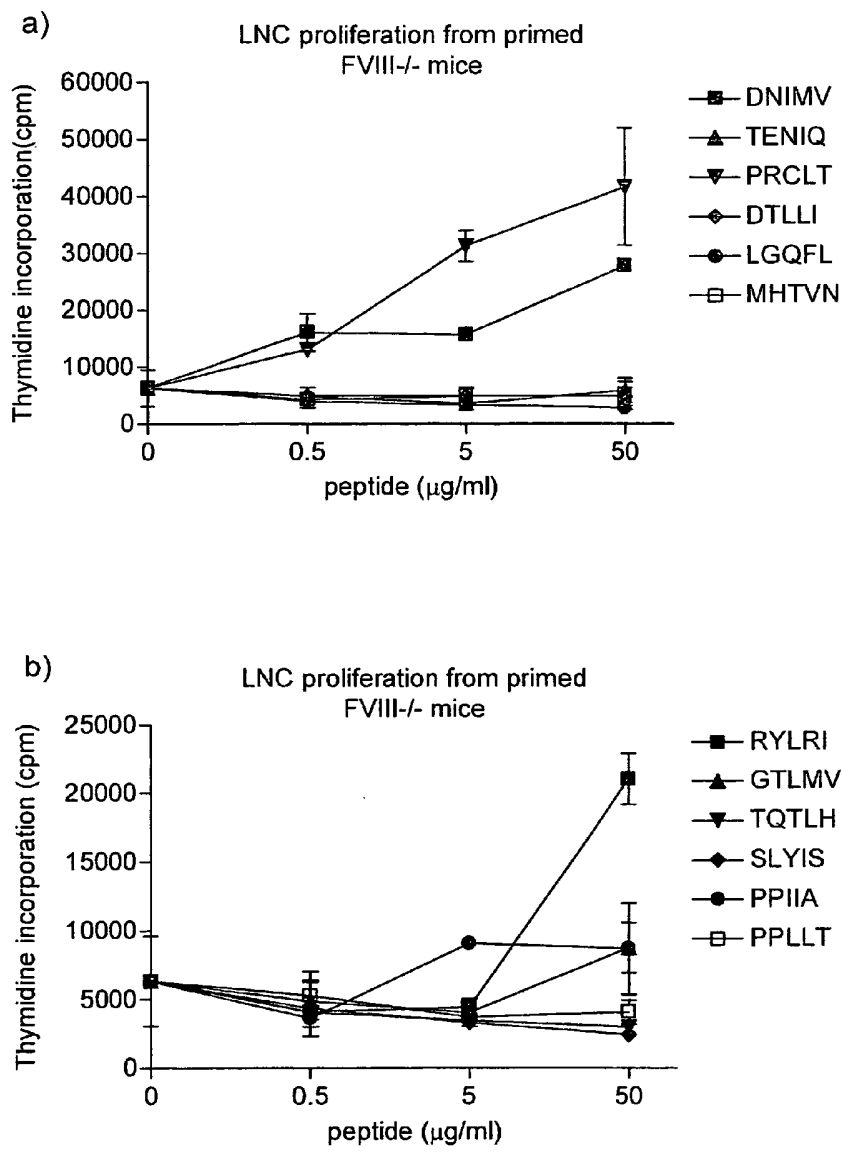 a)
LNC proliferation from primed
FVIII-/- mice
Thymidine incorporation(cpm)
60000
50000
40000
30000
20000
10000
0
0 0.5 5 50
peptide (μg/ml)
DNIMV
TENIQ
PRCLT
DTLLI
LGQFL
MHTVN
b)
LNC proliferation from primed
FVIII-/- mice
Thymidine incorporation (cpm)
25000
20000
15000
10000
5000
0
0 0.5 5 50
peptide (μg/ml)
RYLRI
GTLMV
TQTLH
SLYIS
PPIIA
PPLLT